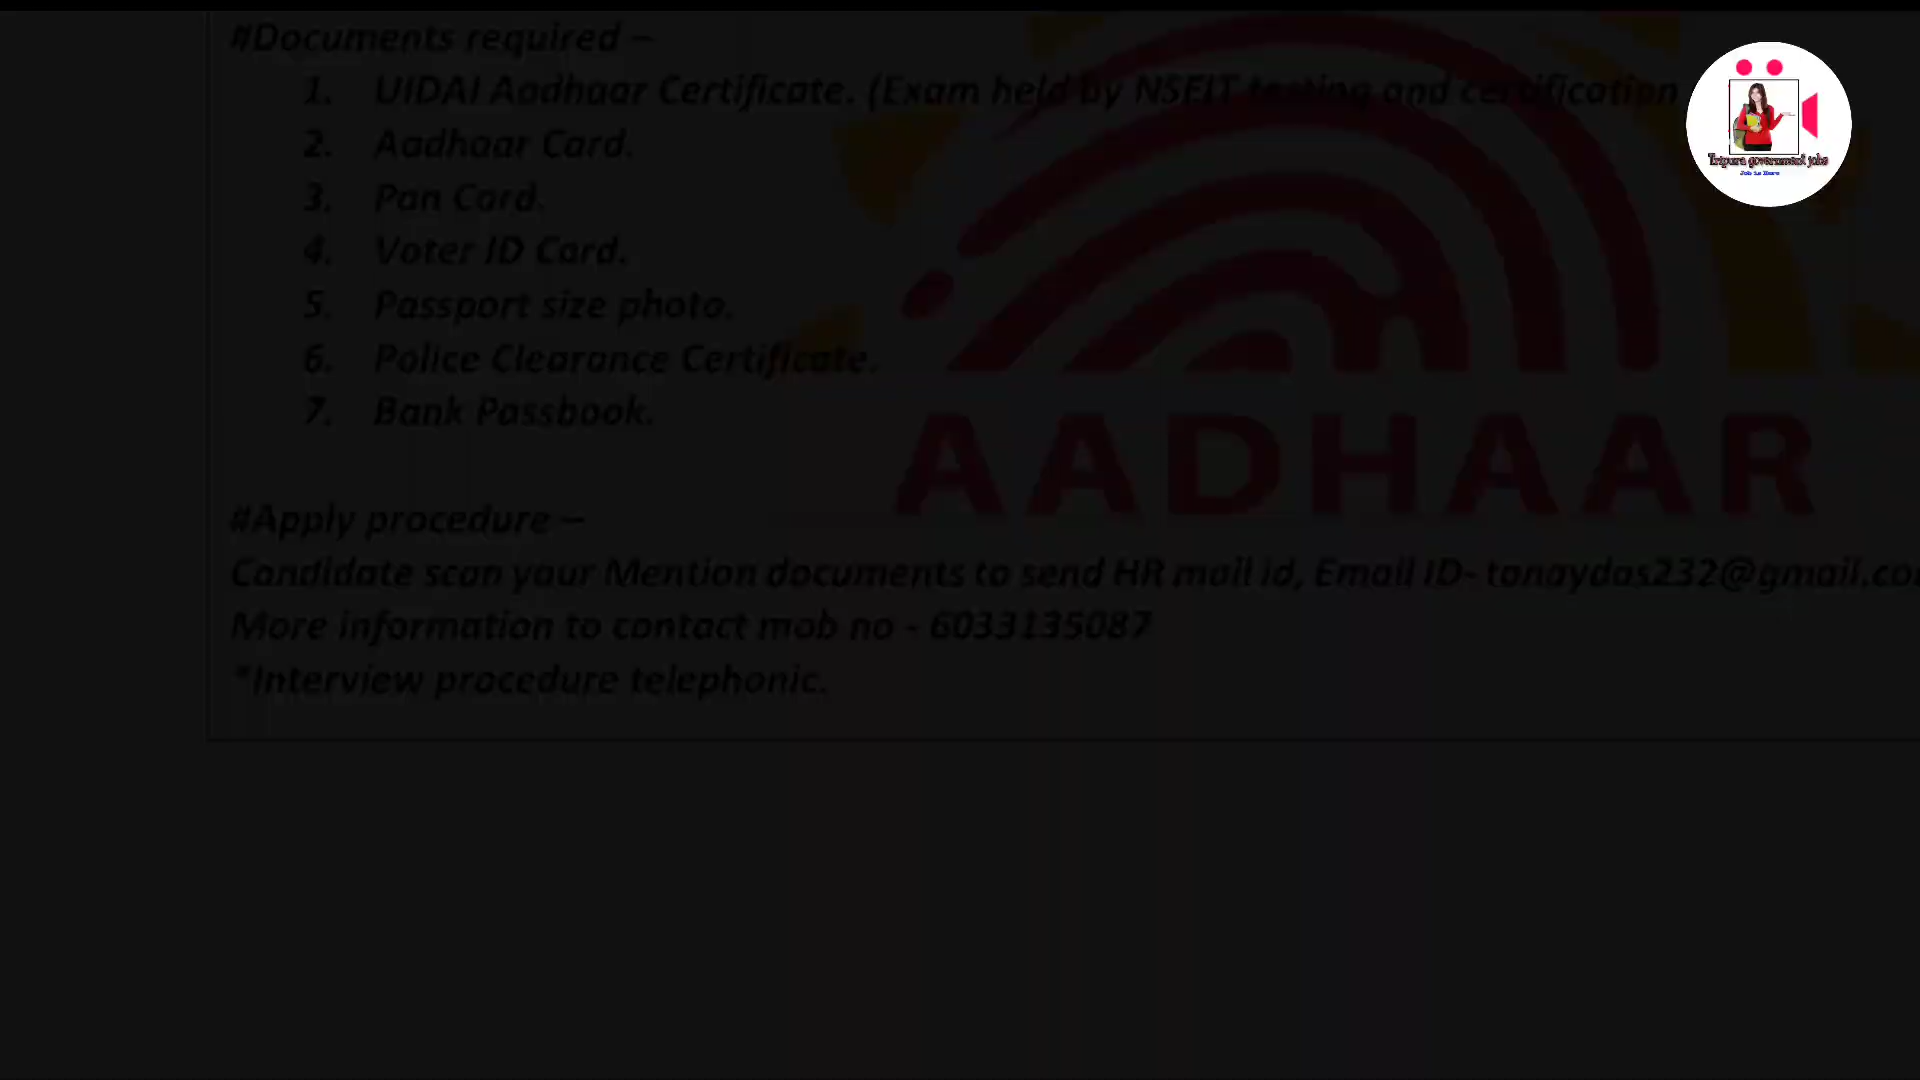 #Documents required –
1. UIDAI Aadhaar Certificate. (Exam held by NSEIT testing and certification
2. Aadhaar Card.
3. Pan Card.
4. Voter ID Card.
5. Passport size photo.
6. Police Clearance Certificate.
7. Bank Passbook.
AADHAAR
#Apply procedure –
Candidate scan your Mention documents to send HR mail id, Email ID- tanaydas232@gmail.co
More information to contact mob no - 6033135087
*Interview procedure telephonic.
Tripura government jobs
Job is Here